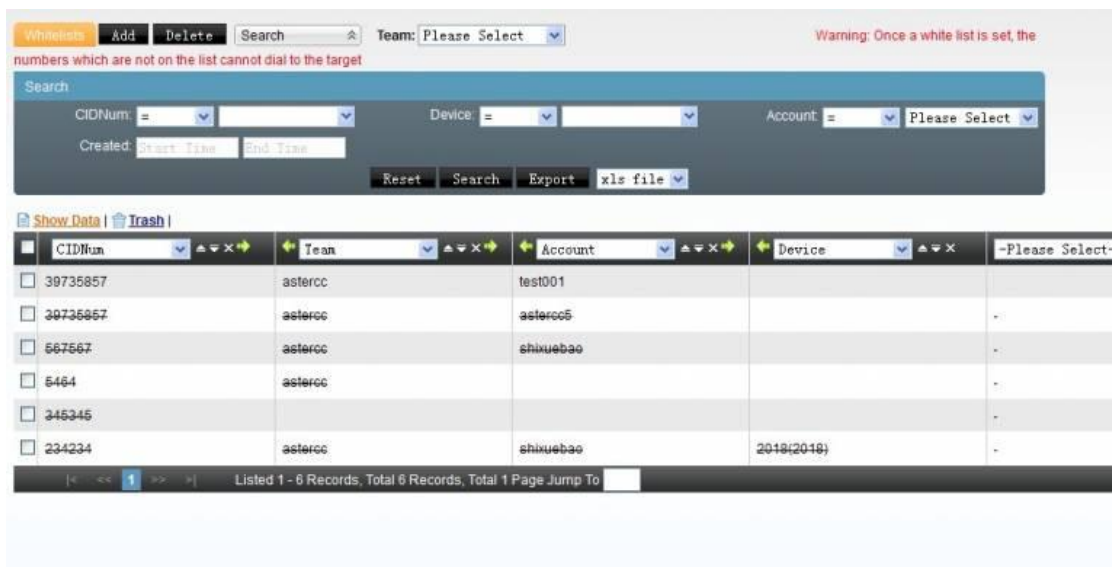 Whitelists Add Delete Search Team: Please Select Warning: Once a white list is set, the
numbers which are not on the list cannot dial to the target
Search
CIDNum: = Device: = Account: = Please Select
Created: Start Time End Time
Reset Search Export xls file
Show Data | Trash |
CIDNum Team Account Device -Please Select-
39735857 astercc test001
39735857 astercc astercc5 -
567567 astercc shixuebao -
5464 astercc -
345345 -
234234 astercc shixuebao 2018(2018) -
|< << 1 >> >| Listed 1 - 6 Records, Total 6 Records, Total 1 Page Jump To